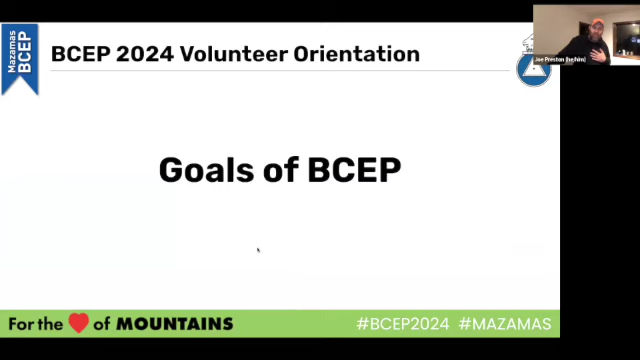 Mazamas
BCEP
BCEP 2024 Volunteer Orientation
Joe Preston (he/him)
Goals of BCEP
For the ❤ of MOUNTAINS
#BCEP2024 #MAZAMAS